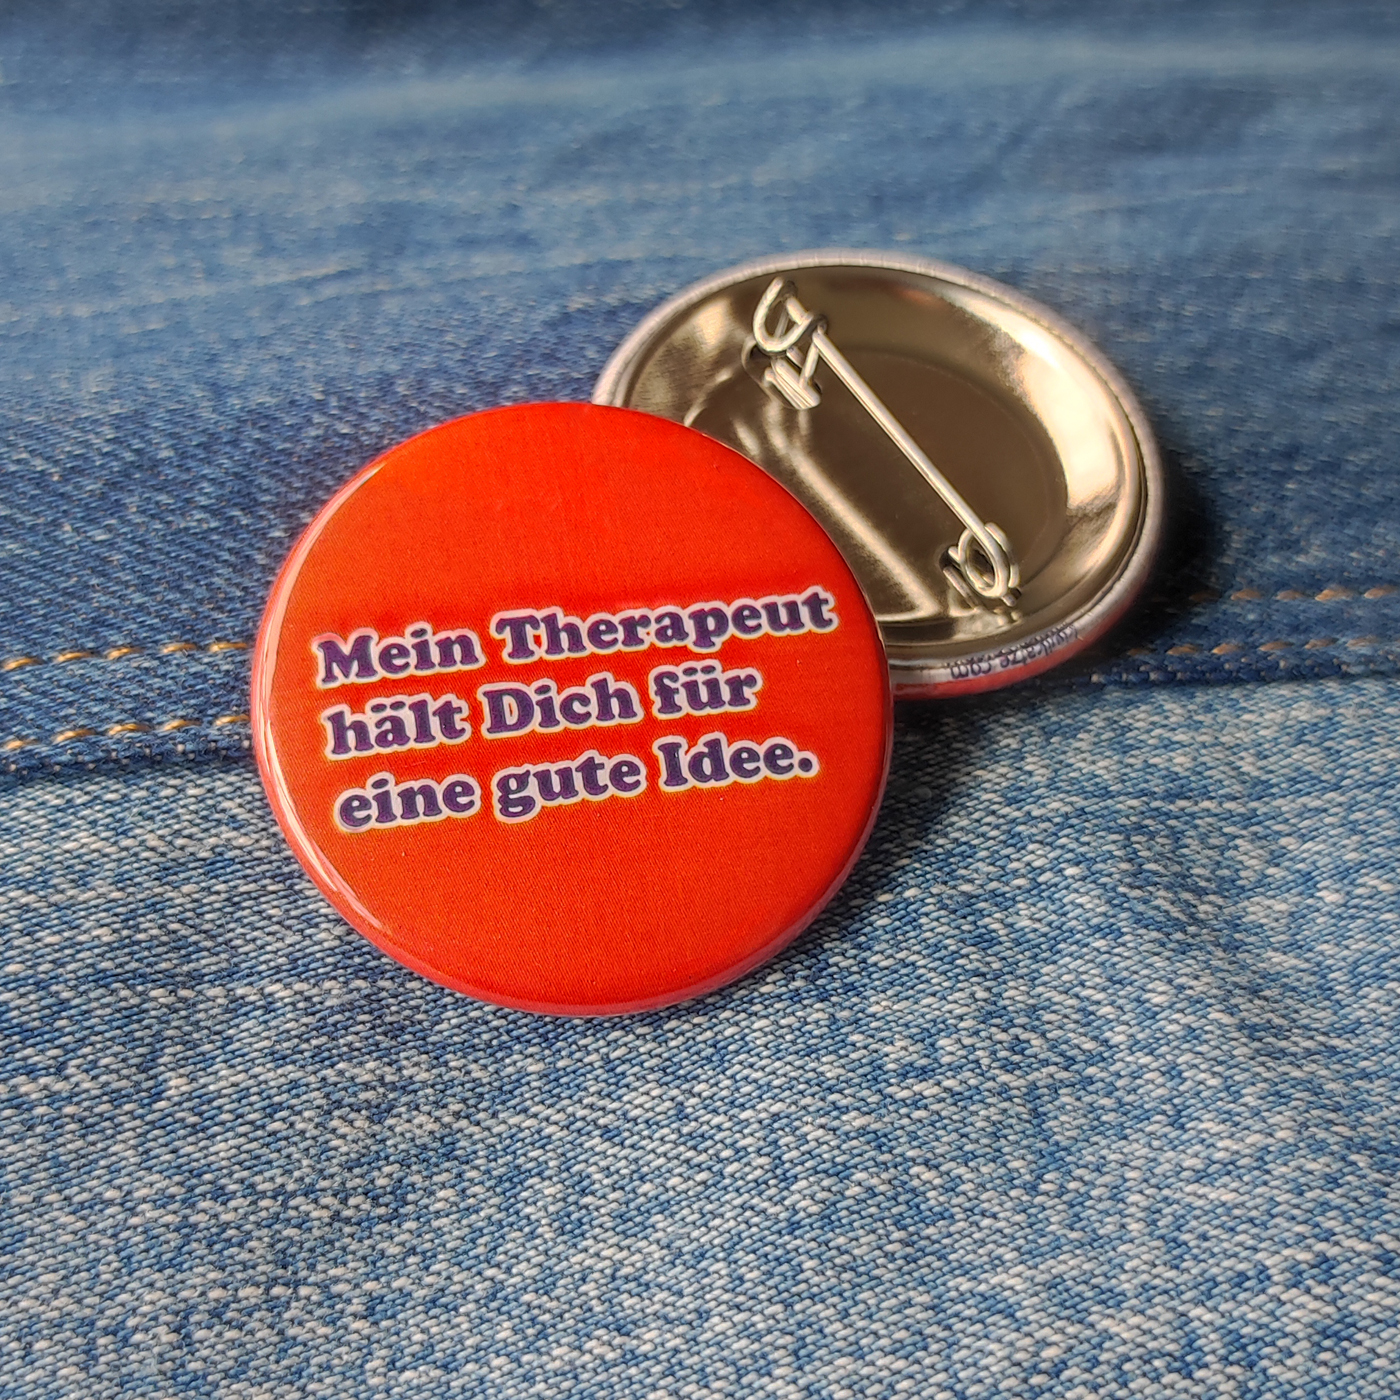 Mein Therapeut
hält Dich für
eine gute Idee.